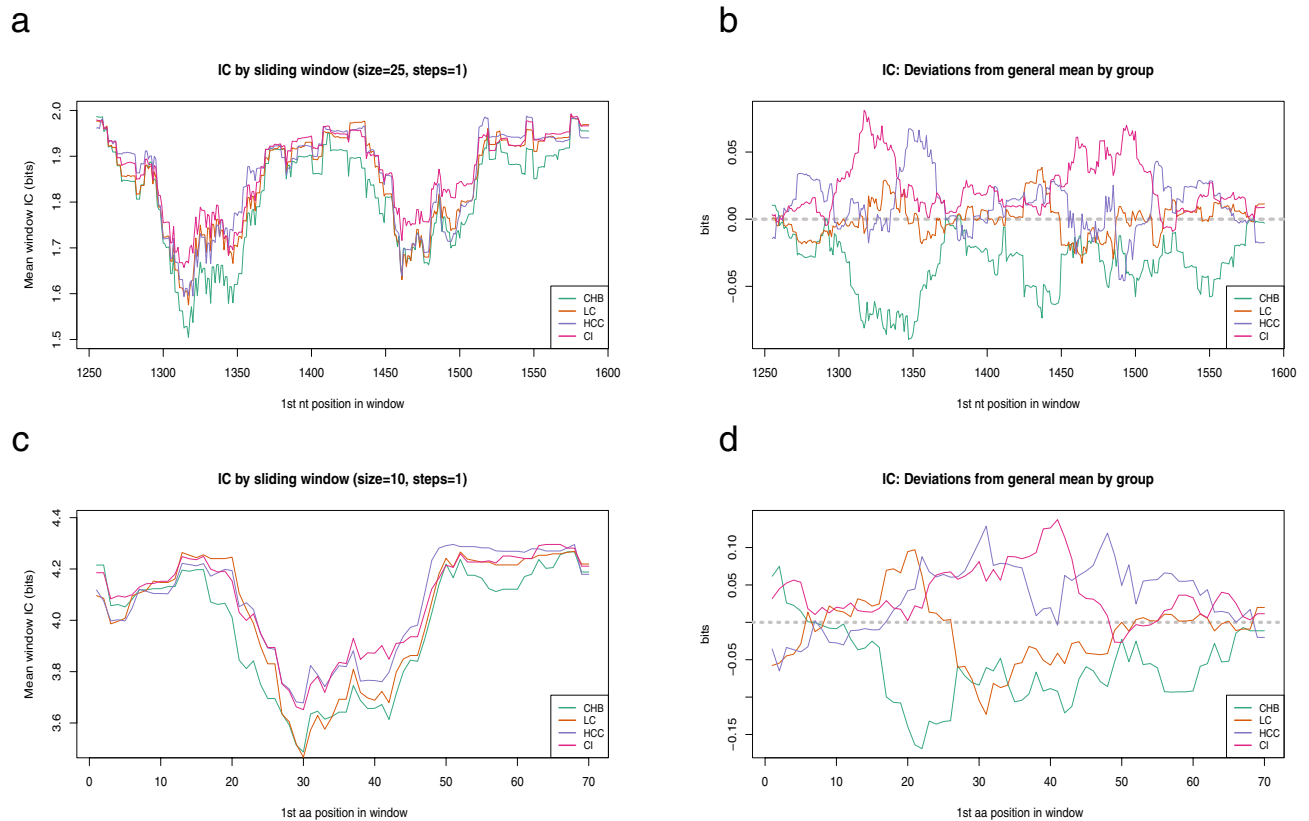 a
IC by sliding window (size=25, steps=1)
Mean window IC (bits)
2.0
1.9
1.8
1.7
1.6
1.5
1250 1300 1350 1400 1450 1500 1550 1600
1st nt position in window
CHB
LC
HCC
CI
b
IC: Deviations from general mean by group
bits
0.05
0.00
−0.05
1250 1300 1350 1400 1450 1500 1550 1600
1st nt position in window
CHB
LC
HCC
CI
c
IC by sliding window (size=10, steps=1)
Mean window IC (bits)
4.4
4.2
4.0
3.8
3.6
0 10 20 30 40 50 60 70
1st aa position in window
CHB
LC
HCC
CI
d
IC: Deviations from general mean by group
bits
0.10
0.05
−0.05
−0.15
0 10 20 30 40 50 60 70
1st aa position in window
CHB
LC
HCC
CI